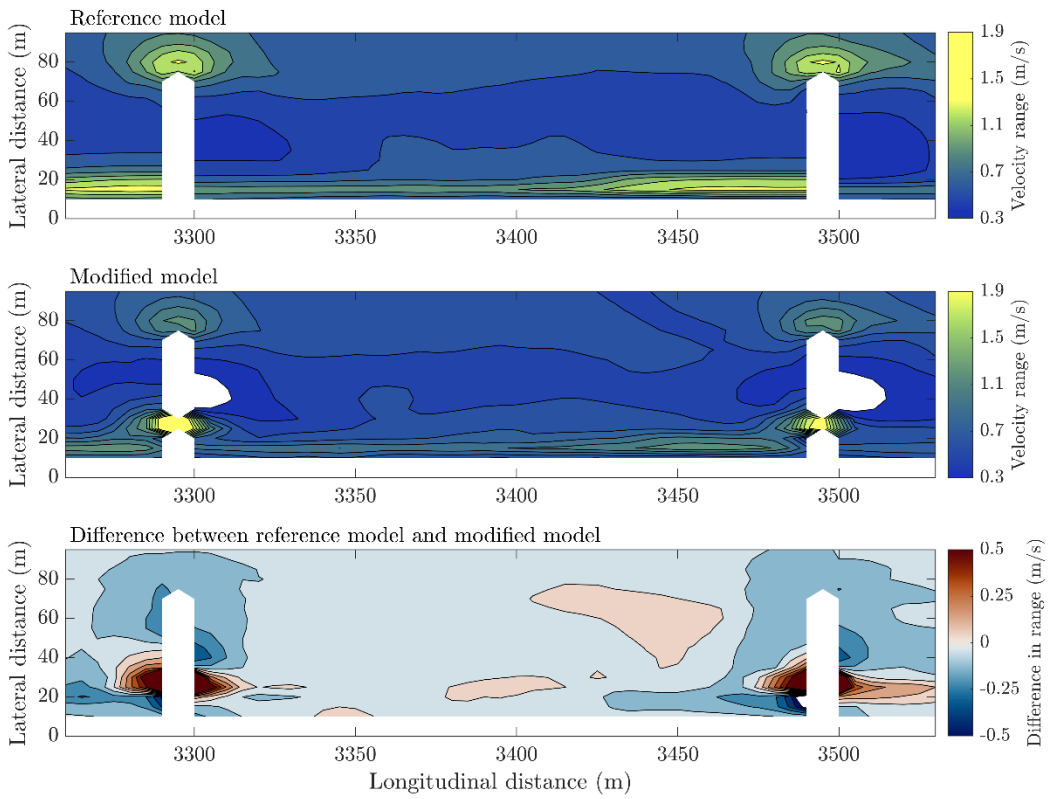 Reference model
Lateral distance (m)
80
60
40
20
0
3300 3350 3400 3450 3500
1.9
1.5
1.1
0.7
0.3
Velocity range (m/s)
Modified model
Lateral distance (m)
80
60
40
20
0
3300 3350 3400 3450 3500
1.9
1.5
1.1
0.7
0.3
Velocity range (m/s)
Difference between reference model and modified model
Lateral distance (m)
80
60
40
20
0
3300 3350 3400 3450 3500
Longitudinal distance (m)
0.5
0.25
0
-0.25
-0.5
Difference in range (m/s)